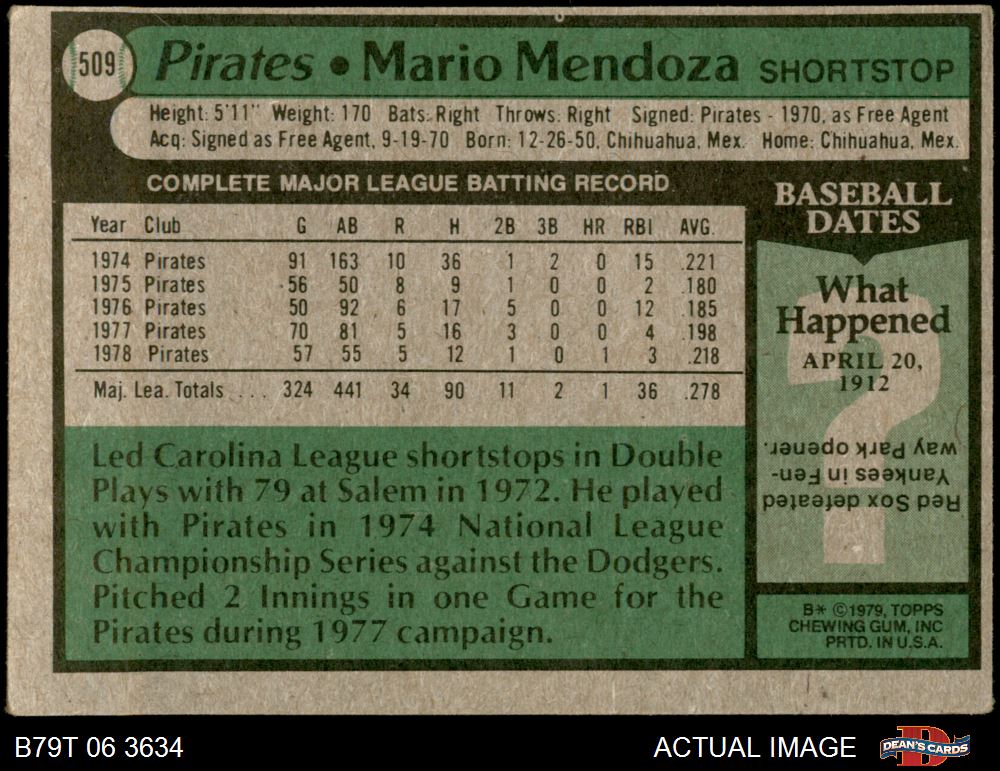 509 Pirates • Mario Mendoza SHORTSTOP
Height: 5'11" Weight: 170 Bats: Right Throws: Right Signed: Pirates - 1970, as Free Agent
Acq: Signed as Free Agent, 9-19-70 Born: 12-26-50, Chihuahua, Mex. Home: Chihuahua, Mex.
COMPLETE MAJOR LEAGUE BATTING RECORD
Year Club G AB R H 2B 3B HR RBI AVG.
1974 Pirates 91 163 10 36 1 2 0 15 .221
1975 Pirates 56 50 8 9 1 0 0 2 .180
1976 Pirates 50 92 6 17 5 0 0 12 .185
1977 Pirates 70 81 5 16 3 0 0 4 .198
1978 Pirates 57 55 5 12 1 0 1 3 .218
Maj. Lea. Totals . . . 324 441 34 90 11 2 1 36 .278
Led Carolina League shortstops in Double
Plays with 79 at Salem in 1972. He played
with Pirates in 1974 National League
Championship Series against the Dodgers.
Pitched 2 Innings in one Game for the
Pirates during 1977 campaign.
BASEBALL
DATES
What
Happened
APRIL 20,
1912
?
Red Sox defeated
Yankees in Fen-
way Park opener.
B* ©1979, TOPPS
CHEWING GUM, INC
PRTD. IN U.S.A.
B79T 06 3634
ACTUAL IMAGE
D
DEAN'S CARDS